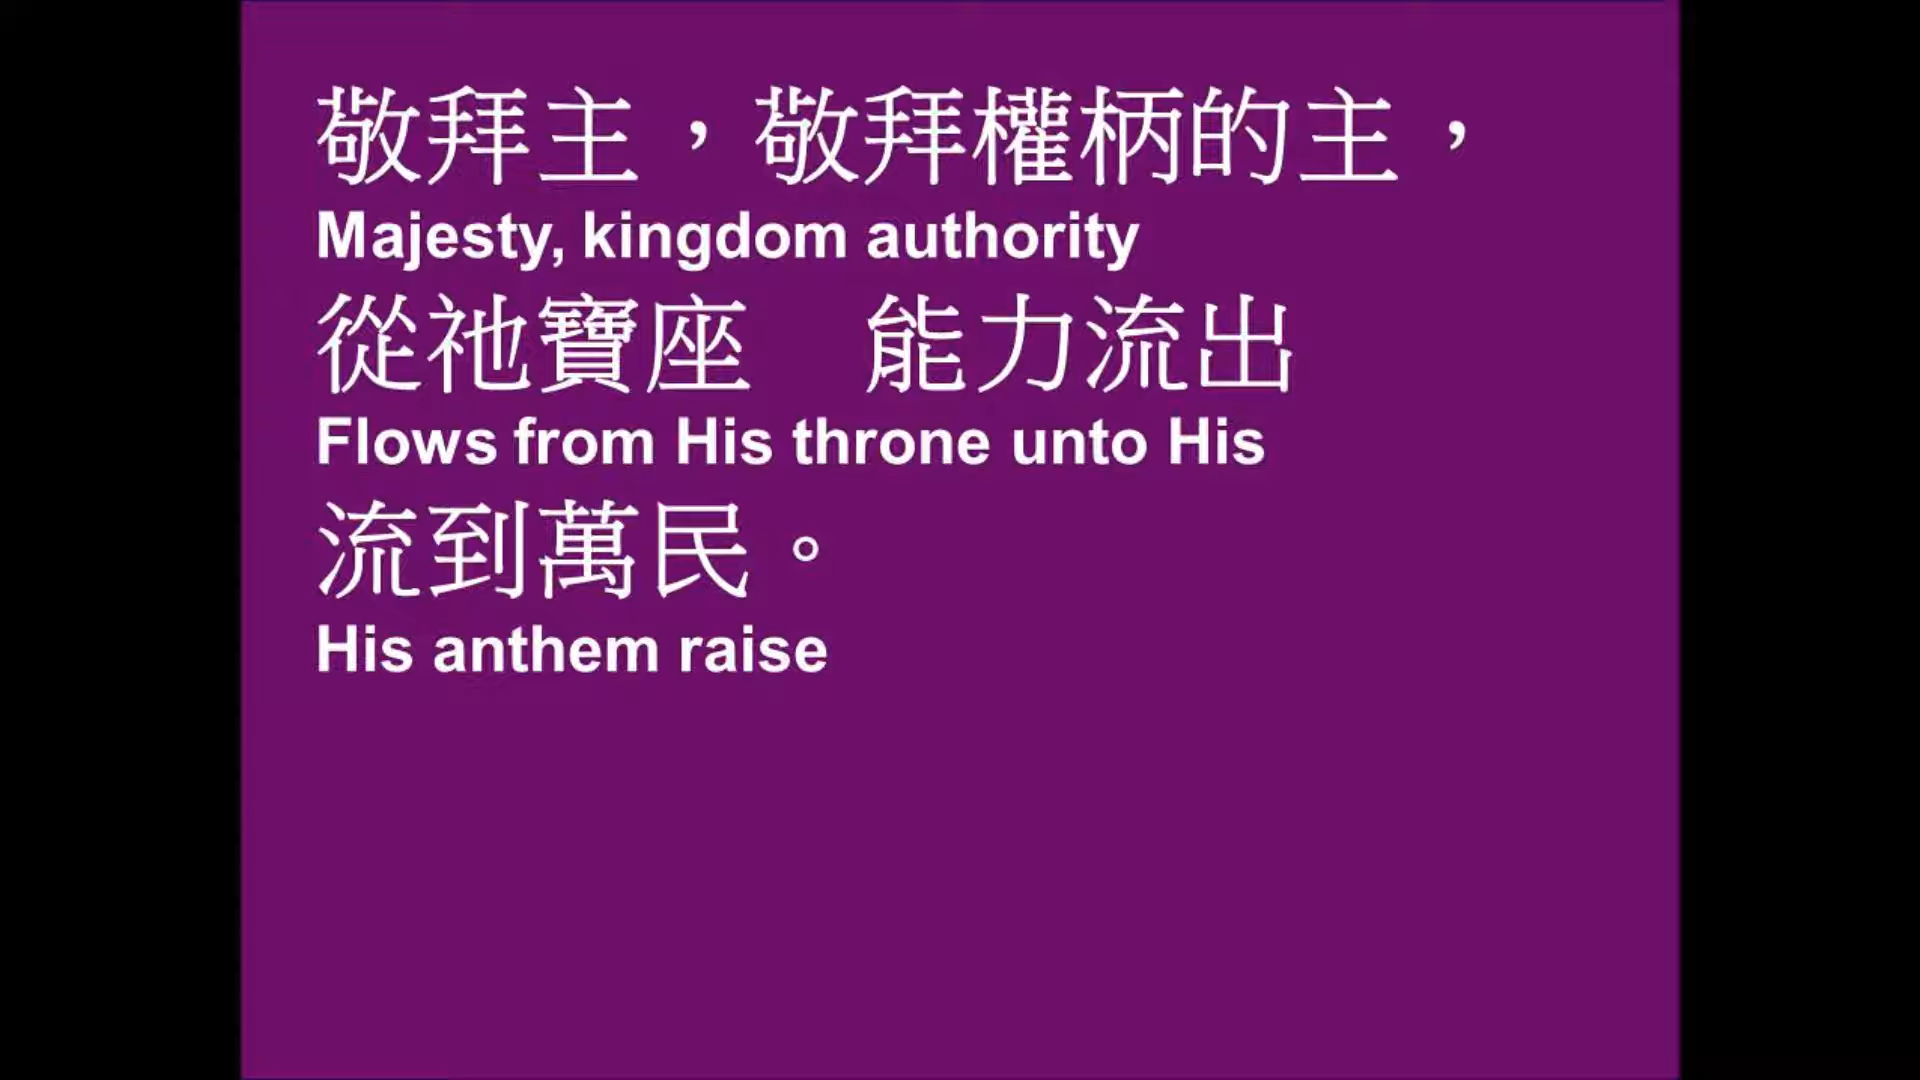 敬拜主，敬拜權柄的主，
Majesty, kingdom authority
從祂寶座　能力流出
Flows from His throne unto His
流到萬民。
His anthem raise